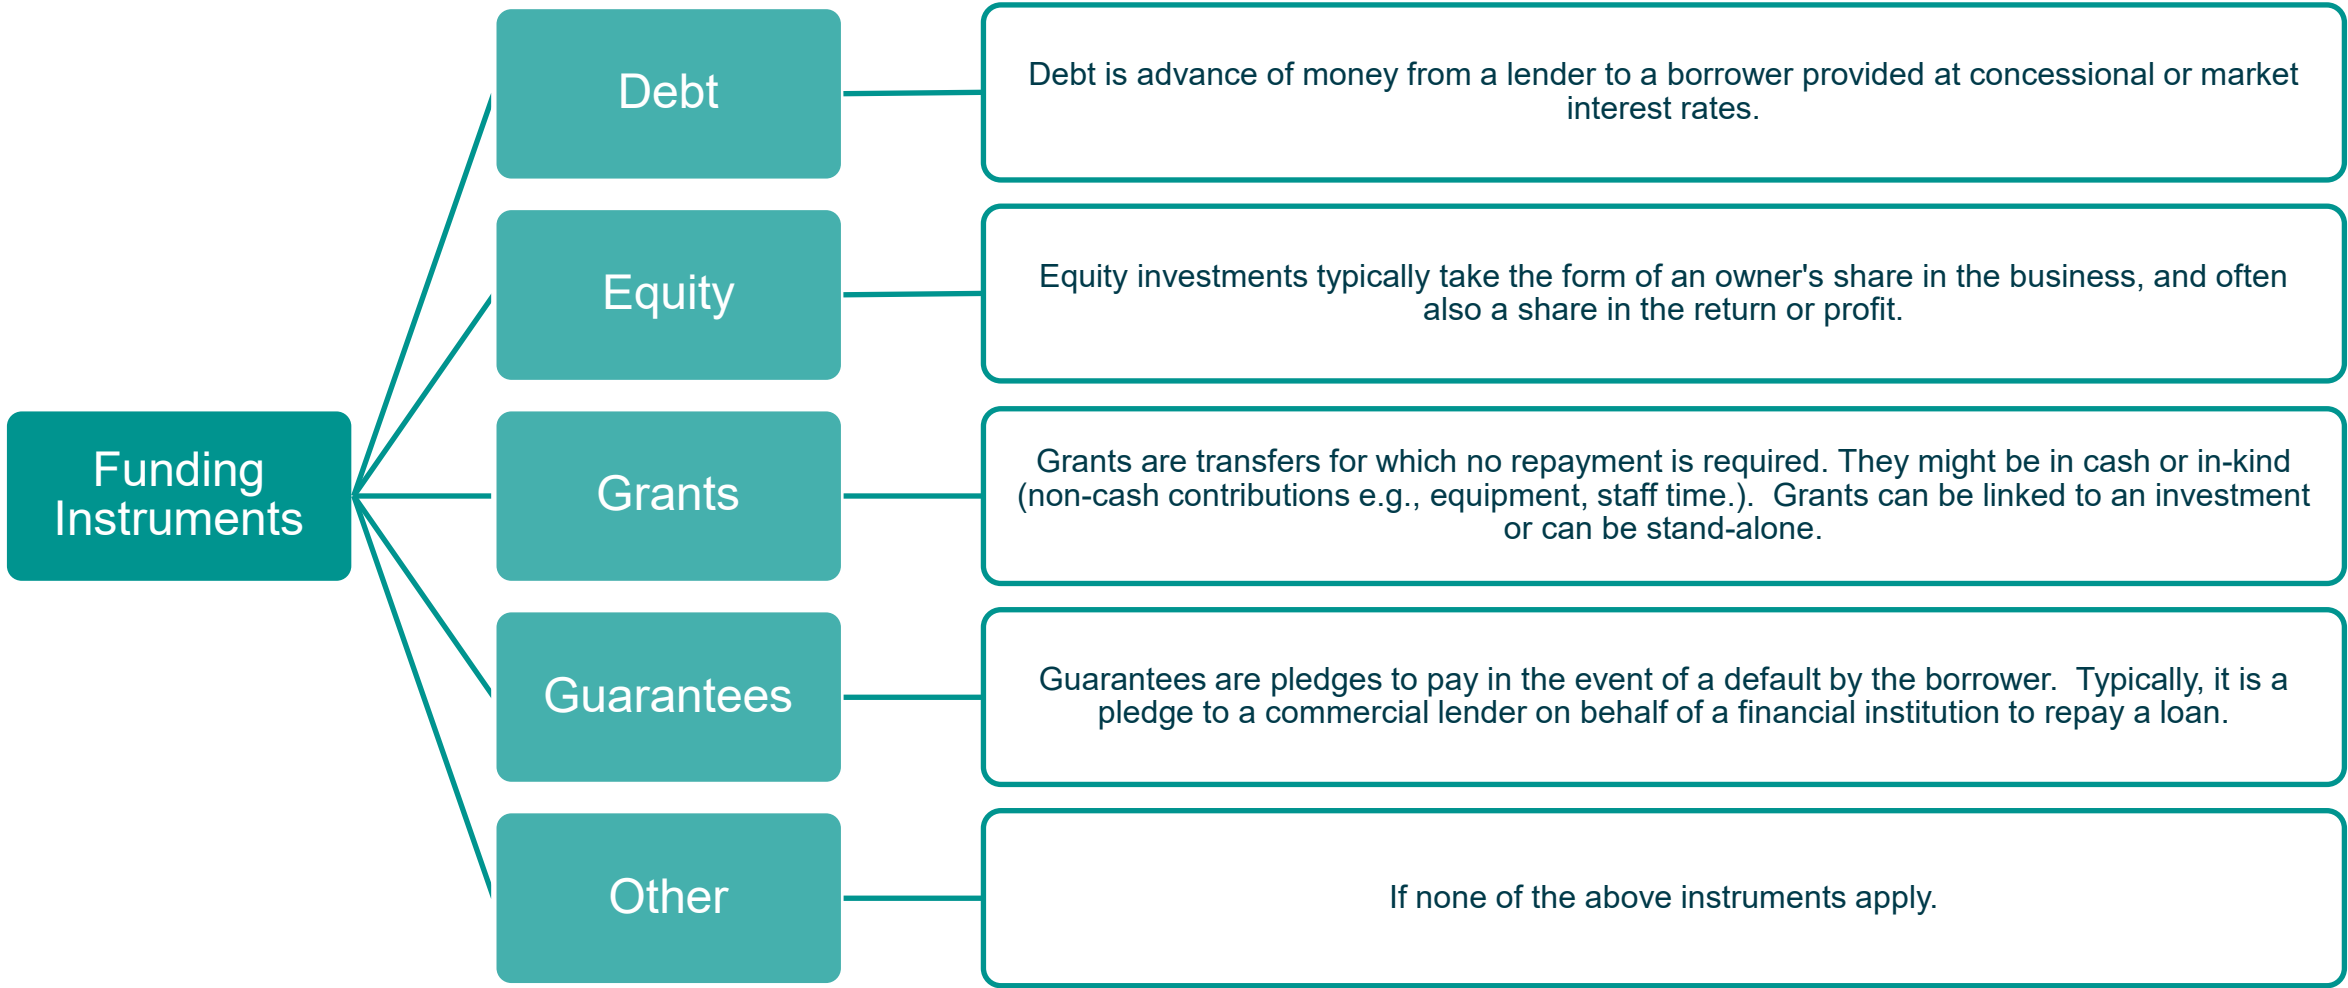 Funding
Instruments
Debt
Debt is advance of money from a lender to a borrower provided at concessional or market
interest rates.
Equity
Equity investments typically take the form of an owner's share in the business, and often
also a share in the return or profit.
Grants
Grants are transfers for which no repayment is required. They might be in cash or in-kind
(non-cash contributions e.g., equipment, staff time.).  Grants can be linked to an investment
or can be stand-alone.
Guarantees
Guarantees are pledges to pay in the event of a default by the borrower.  Typically, it is a
pledge to a commercial lender on behalf of a financial institution to repay a loan.
Other
If none of the above instruments apply.